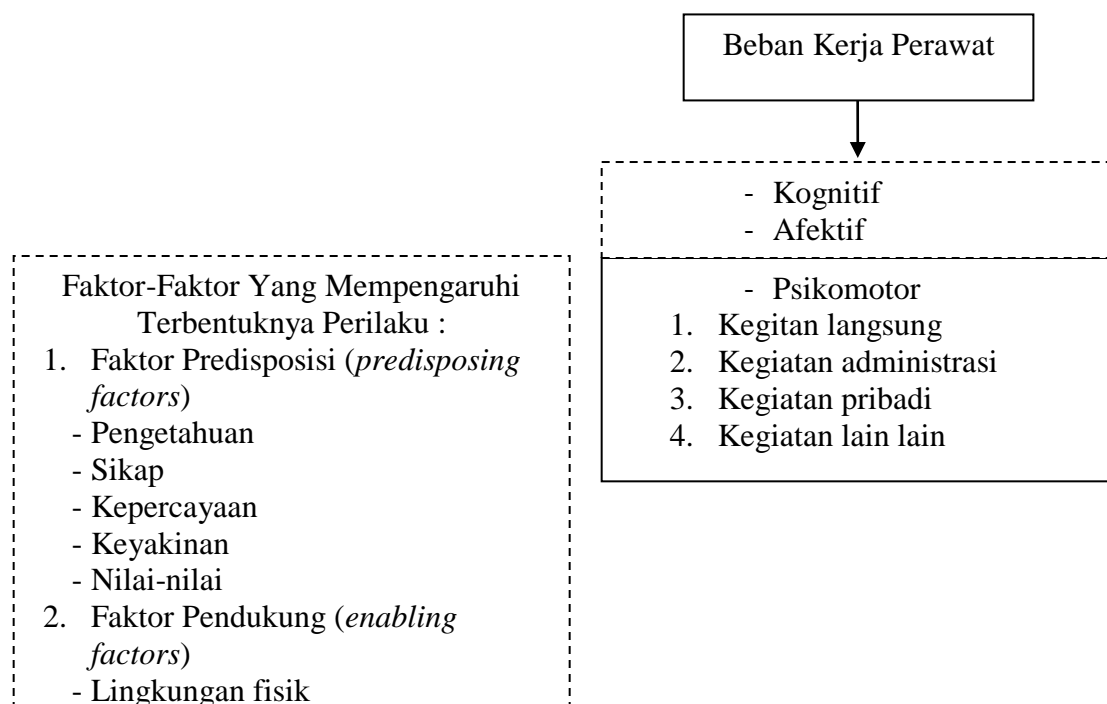 Beban Kerja Perawat
- Kognitif
- Afektif
- Psikomotor
1. Kegitan langsung
2. Kegiatan administrasi
3. Kegiatan pribadi
4. Kegiatan lain lain
Faktor-Faktor Yang Mempengaruhi
Terbentuknya Perilaku :
1. Faktor Predisposisi (predisposing
factors)
- Pengetahuan
- Sikap
- Kepercayaan
- Keyakinan
- Nilai-nilai
2. Faktor Pendukung (enabling
factors)
- Lingkungan fisik